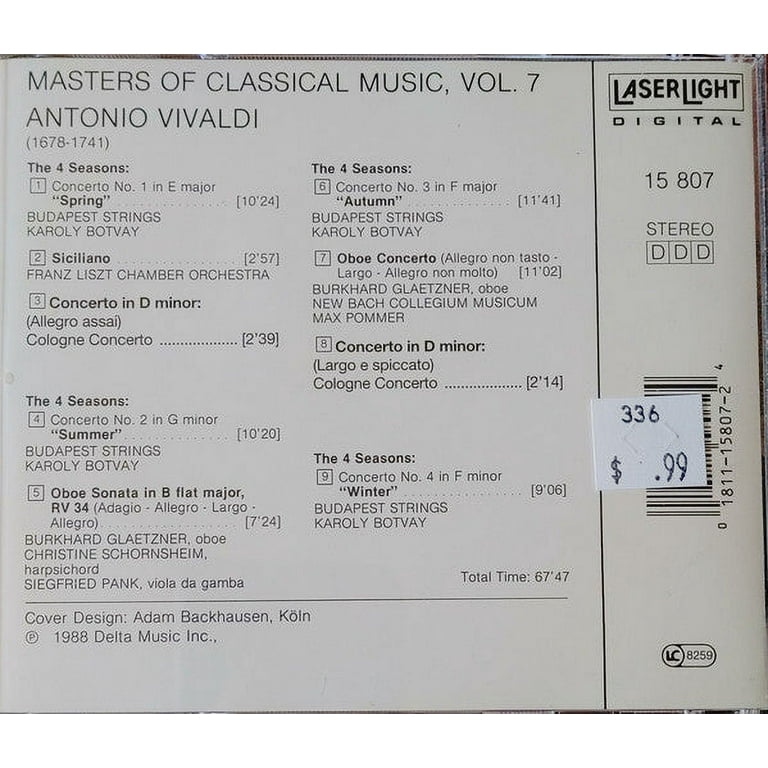 MASTERS OF CLASSICAL MUSIC, VOL. 7
ANTONIO VIVALDI
(1678-1741)
The 4 Seasons:
1 Concerto No. 1 in E major
"Spring" . . . . . . . . . . . . . . . [10'24]
BUDAPEST STRINGS
KAROLY BOTVAY
2 Siciliano . . . . . . . . . . . . . . . [2'57]
FRANZ LISZT CHAMBER ORCHESTRA
3 Concerto in D minor:
(Allegro assai)
Cologne Concerto ................... [2'39]
The 4 Seasons:
4 Concerto No. 2 in G minor
"Summer" . . . . . . . . . . . . . [10'20]
BUDAPEST STRINGS
KAROLY BOTVAY
5 Oboe Sonata in B flat major,
RV 34 (Adagio - Allegro - Largo -
Allegro) . . . . . . . . . . . . . . . . . [7'24]
BURKHARD GLAETZNER, oboe
CHRISTINE SCHORNSHEIM,
harpsichord
SIEGFRIED PANK, viola da gamba
The 4 Seasons:
6 Concerto No. 3 in F major
"Autumn" . . . . . . . . . . . . . [11'41]
BUDAPEST STRINGS
KAROLY BOTVAY
7 Oboe Concerto (Allegro non tasto -
Largo - Allegro non molto) [11'02]
BURKHARD GLAETZNER, oboe
NEW BACH COLLEGIUM MUSICUM
MAX POMMER
8 Concerto in D minor:
(Largo e spiccato)
Cologne Concerto .................. [2'14]
The 4 Seasons:
9 Concerto No. 4 in F minor
"Winter" . . . . . . . . . . . . . . . . [9'06]
BUDAPEST STRINGS
KAROLY BOTVAY
Total Time: 67'47
Cover Design: Adam Backhausen, Köln
℗ 1988 Delta Music Inc.,
LASERLIGHT
DIGITAL
15 807
STEREO
DDD
336
$ .99
0 1811-15807-2 4
LC 8259